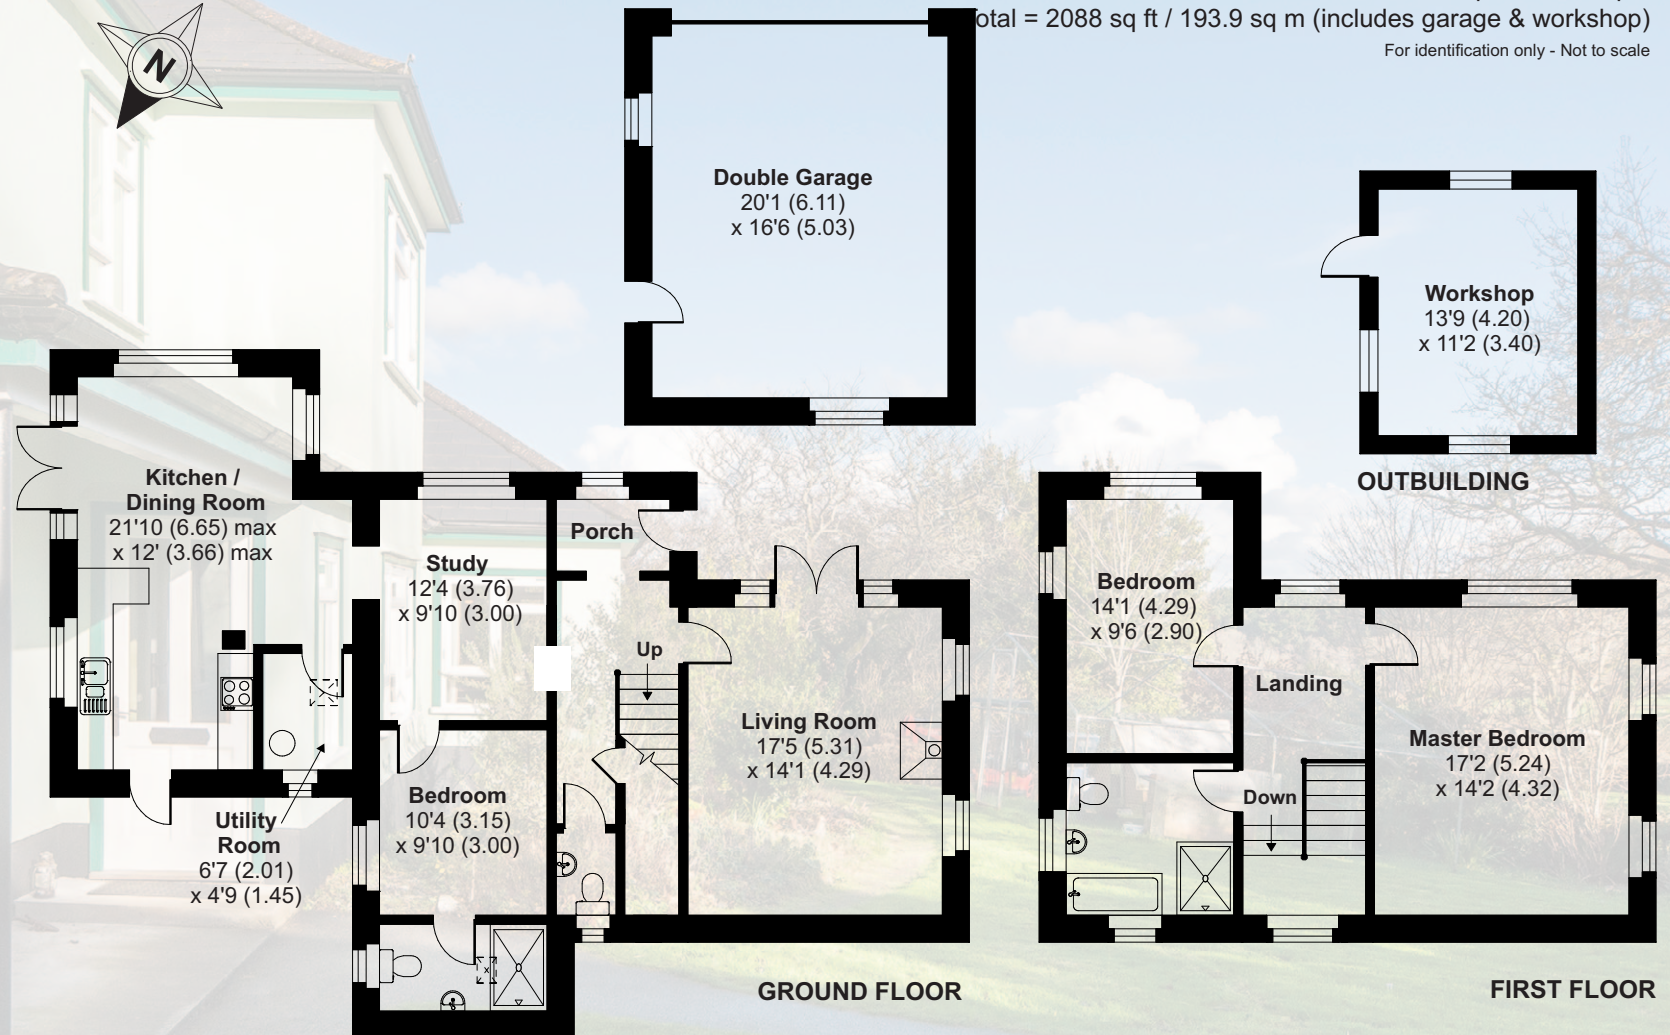 otal = 2088 sq ft / 193.9 sq m (includes garage & workshop)
For identification only - Not to scale
N
Double Garage
20'1 (6.11)
x 16'6 (5.03)
Workshop
13'9 (4.20)
x 11'2 (3.40)
OUTBUILDING
Kitchen /
Dining Room
21'10 (6.65) max
x 12' (3.66) max
Study
12'4 (3.76)
x 9'10 (3.00)
Porch
Up
Living Room
17'5 (5.31)
x 14'1 (4.29)
Utility
Room
6'7 (2.01)
x 4'9 (1.45)
Bedroom
10'4 (3.15)
x 9'10 (3.00)
GROUND FLOOR
Bedroom
14'1 (4.29)
x 9'6 (2.90)
Landing
Down
Master Bedroom
17'2 (5.24)
x 14'2 (4.32)
FIRST FLOOR